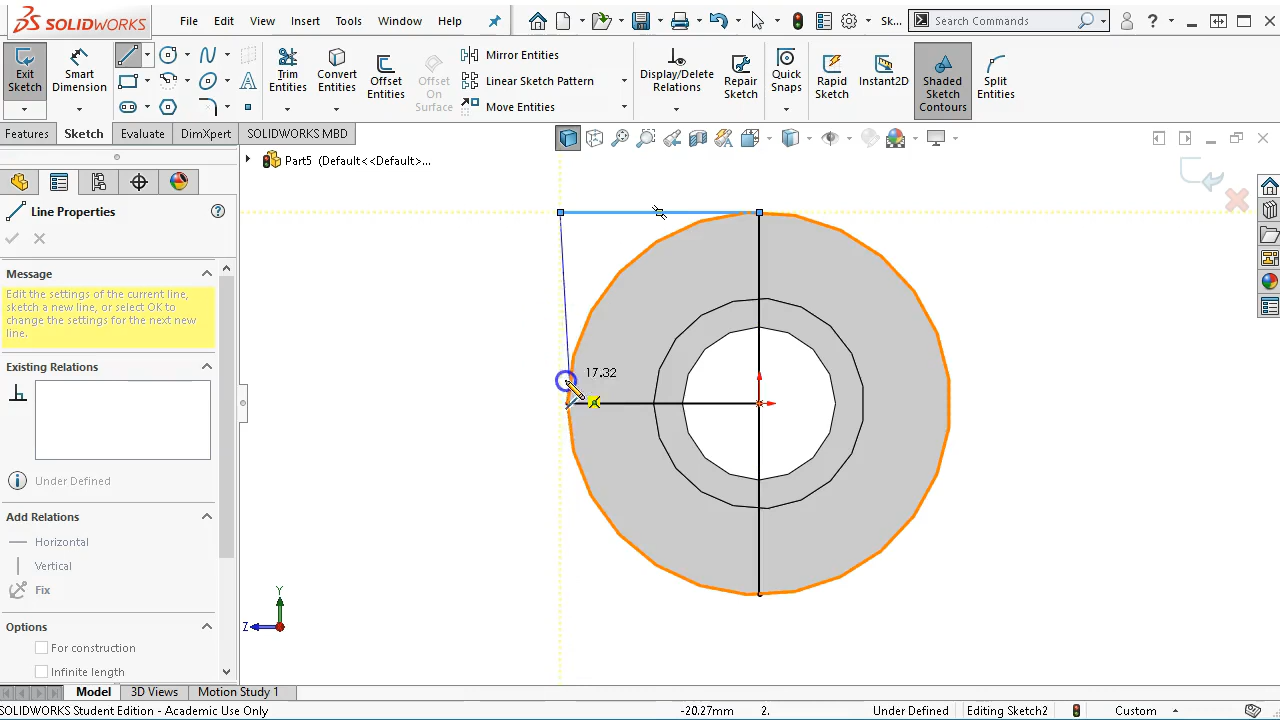 SOLIDWORKS
File Edit View Insert Tools Window Help
Sk...
Search Commands
?
Exit Sketch
Smart Dimension
Trim Entities
Convert Entities
Offset Entities
Offset On Surface
Mirror Entities
Linear Sketch Pattern
Move Entities
Display/Delete Relations
Repair Sketch
Quick Snaps
Rapid Sketch
Instant2D
Shaded Sketch Contours
Split Entities
Features Sketch Evaluate DimXpert SOLIDWORKS MBD
Part5 (Default<<Default>...
Line Properties
?
Message
Edit the settings of the current line,
sketch a new line, or select OK to
change the settings for the next new
line.
Existing Relations
Under Defined
Add Relations
Horizontal
Vertical
Fix
Options
For construction
Infinite length
17.32
Y
Z
Model 3D Views Motion Study 1
SOLIDWORKS Student Edition - Academic Use Only
-20.27mm 2. Under Defined Editing Sketch2 Custom